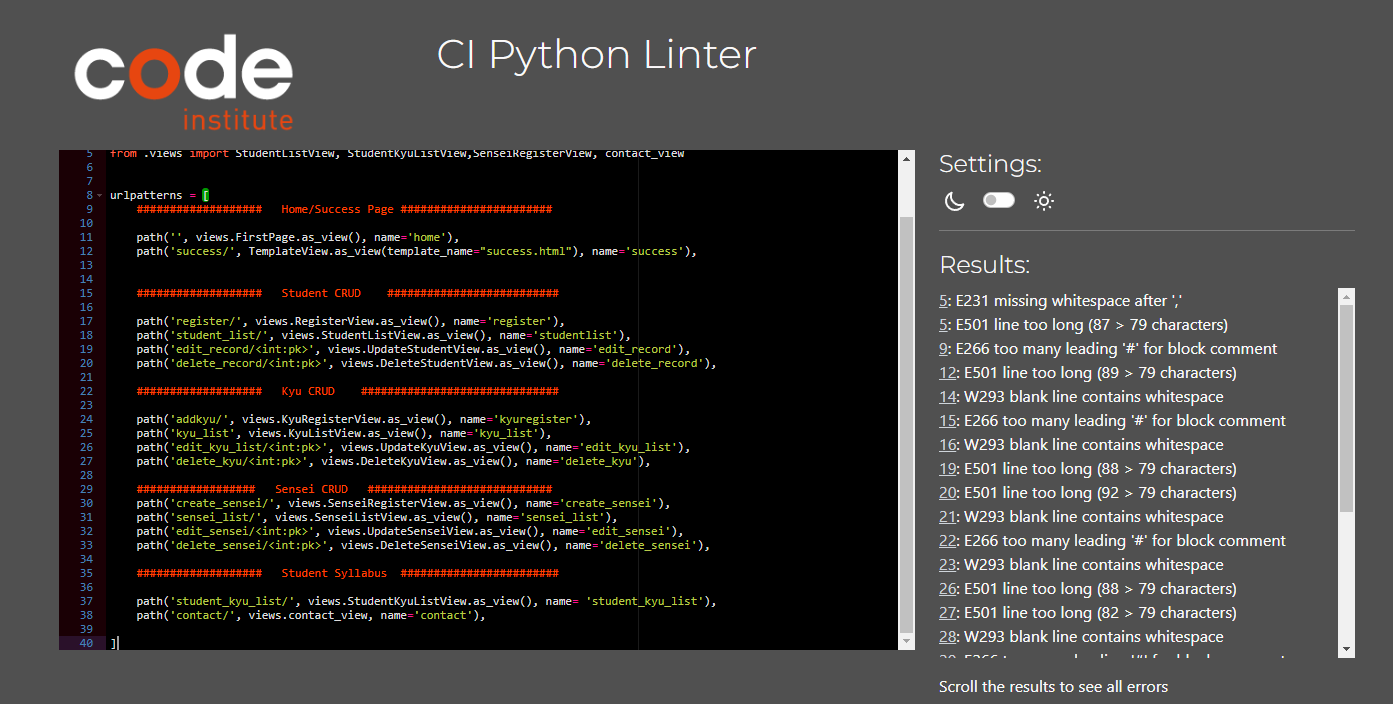 code
institute
CI Python Linter
5 from .views import StudentListView, StudentKyuListView,SenseiRegisterView, contact_view
6
7
8 urlpatterns = [
9 ################### Home/Success Page #######################
10
11 path('', views.FirstPage.as_view(), name='home'),
12 path('success/', TemplateView.as_view(template_name="success.html"), name='success'),
13
14
15 ################### Student CRUD ##########################
16
17 path('register/', views.RegisterView.as_view(), name='register'),
18 path('student_list/', views.StudentListView.as_view(), name='studentlist'),
19 path('edit_record/<int:pk>', views.UpdateStudentView.as_view(), name='edit_record'),
20 path('delete_record/<int:pk>', views.DeleteStudentView.as_view(), name='delete_record'),
21
22 ################### Kyu CRUD ##############################
23
24 path('addkyu/', views.KyuRegisterView.as_view(), name='kyuregister'),
25 path('kyu_list', views.KyuListView.as_view(), name='kyu_list'),
26 path('edit_kyu_list/<int:pk>', views.UpdateKyuView.as_view(), name='edit_kyu_list'),
27 path('delete_kyu/<int:pk>', views.DeleteKyuView.as_view(), name='delete_kyu'),
28
29 ################## Sensei CRUD ############################
30 path('create_sensei/', views.SenseiRegisterView.as_view(), name='create_sensei'),
31 path('sensei_list/', views.SenseiListView.as_view(), name='sensei_list'),
32 path('edit_sensei/<int:pk>', views.UpdateSenseiView.as_view(), name='edit_sensei'),
33 path('delete_sensei/<int:pk>', views.DeleteSenseiView.as_view(), name='delete_sensei'),
34
35 ################### Student Syllabus ########################
36
37 path('student_kyu_list/', views.StudentKyuListView.as_view(), name= 'student_kyu_list'),
38 path('contact/', views.contact_view, name='contact'),
39
40 ]
Settings:
Results:
5: E231 missing whitespace after ','
5: E501 line too long (87 > 79 characters)
9: E266 too many leading '#' for block comment
12: E501 line too long (89 > 79 characters)
14: W293 blank line contains whitespace
15: E266 too many leading '#' for block comment
16: W293 blank line contains whitespace
19: E501 line too long (88 > 79 characters)
20: E501 line too long (92 > 79 characters)
21: W293 blank line contains whitespace
22: E266 too many leading '#' for block comment
23: W293 blank line contains whitespace
26: E501 line too long (88 > 79 characters)
27: E501 line too long (82 > 79 characters)
28: W293 blank line contains whitespace
Scroll the results to see all errors